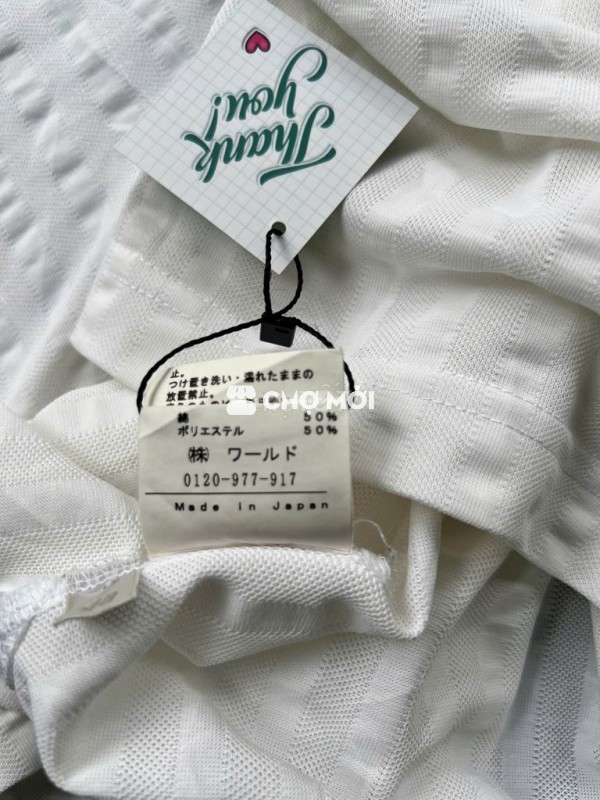 Thank
you!
止。
つけ置き洗い・濡れたままの
放置禁止。
CHỢ MỚI
綿 50%
ポリエステル 50%
㈱ ワールド
0120-977-917
Made in Japan